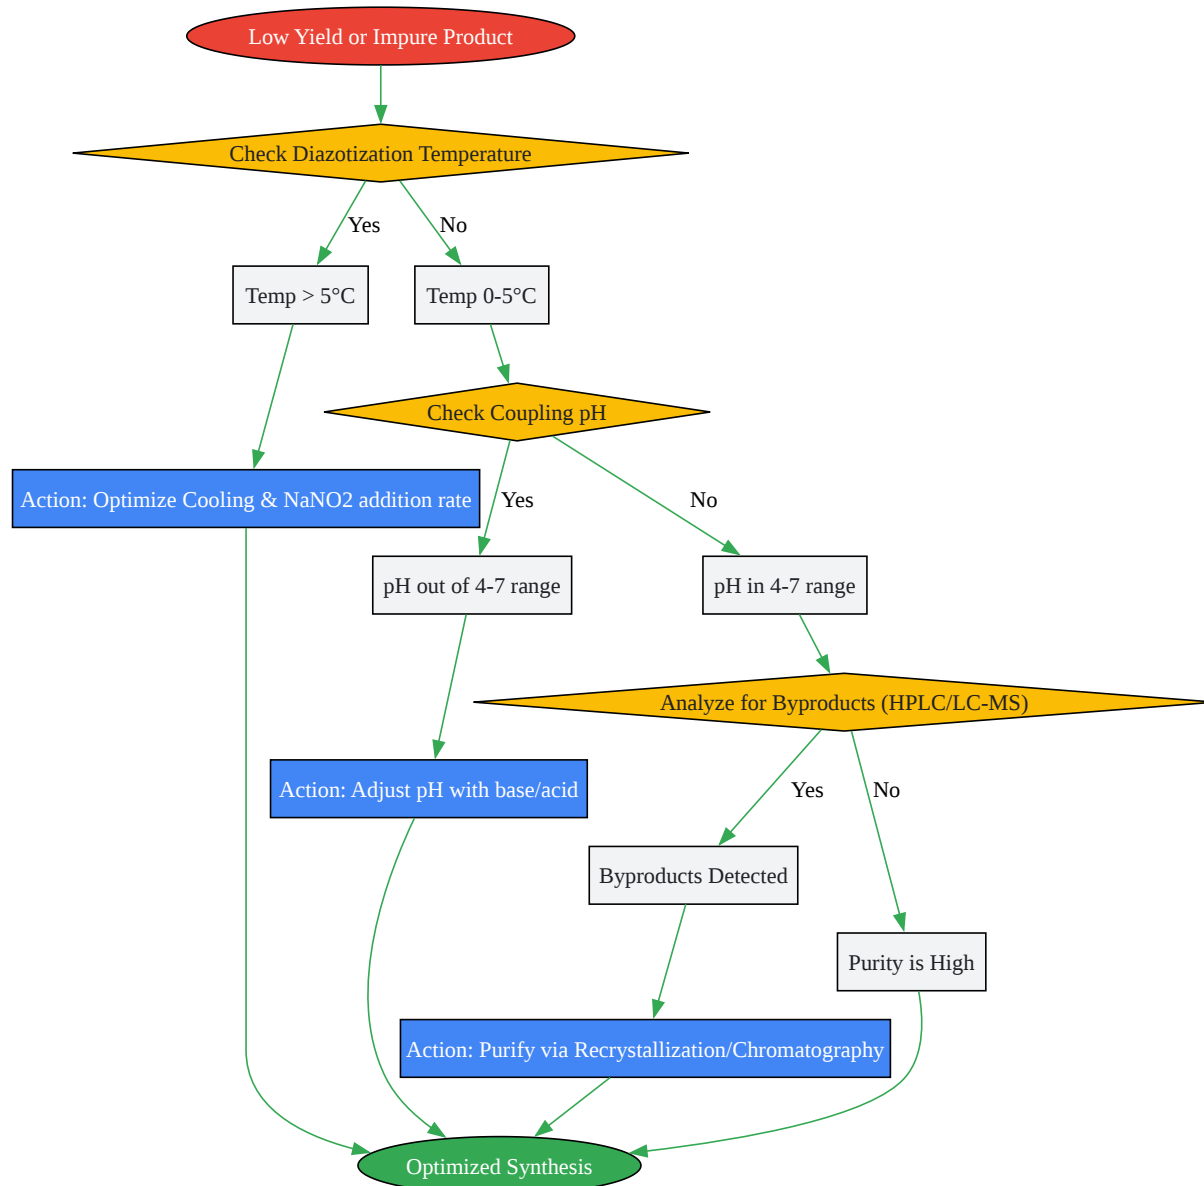 Low Yield or Impure Product
Check Diazotization Temperature
Yes
No
Temp > 5°C
Temp 0-5°C
Check Coupling pH
Action: Optimize Cooling & NaNO2 addition rate
Yes
No
pH out of 4-7 range
pH in 4-7 range
Analyze for Byproducts (HPLC/LC-MS)
Action: Adjust pH with base/acid
Yes
No
Byproducts Detected
Purity is High
Action: Purify via Recrystallization/Chromatography
Optimized Synthesis